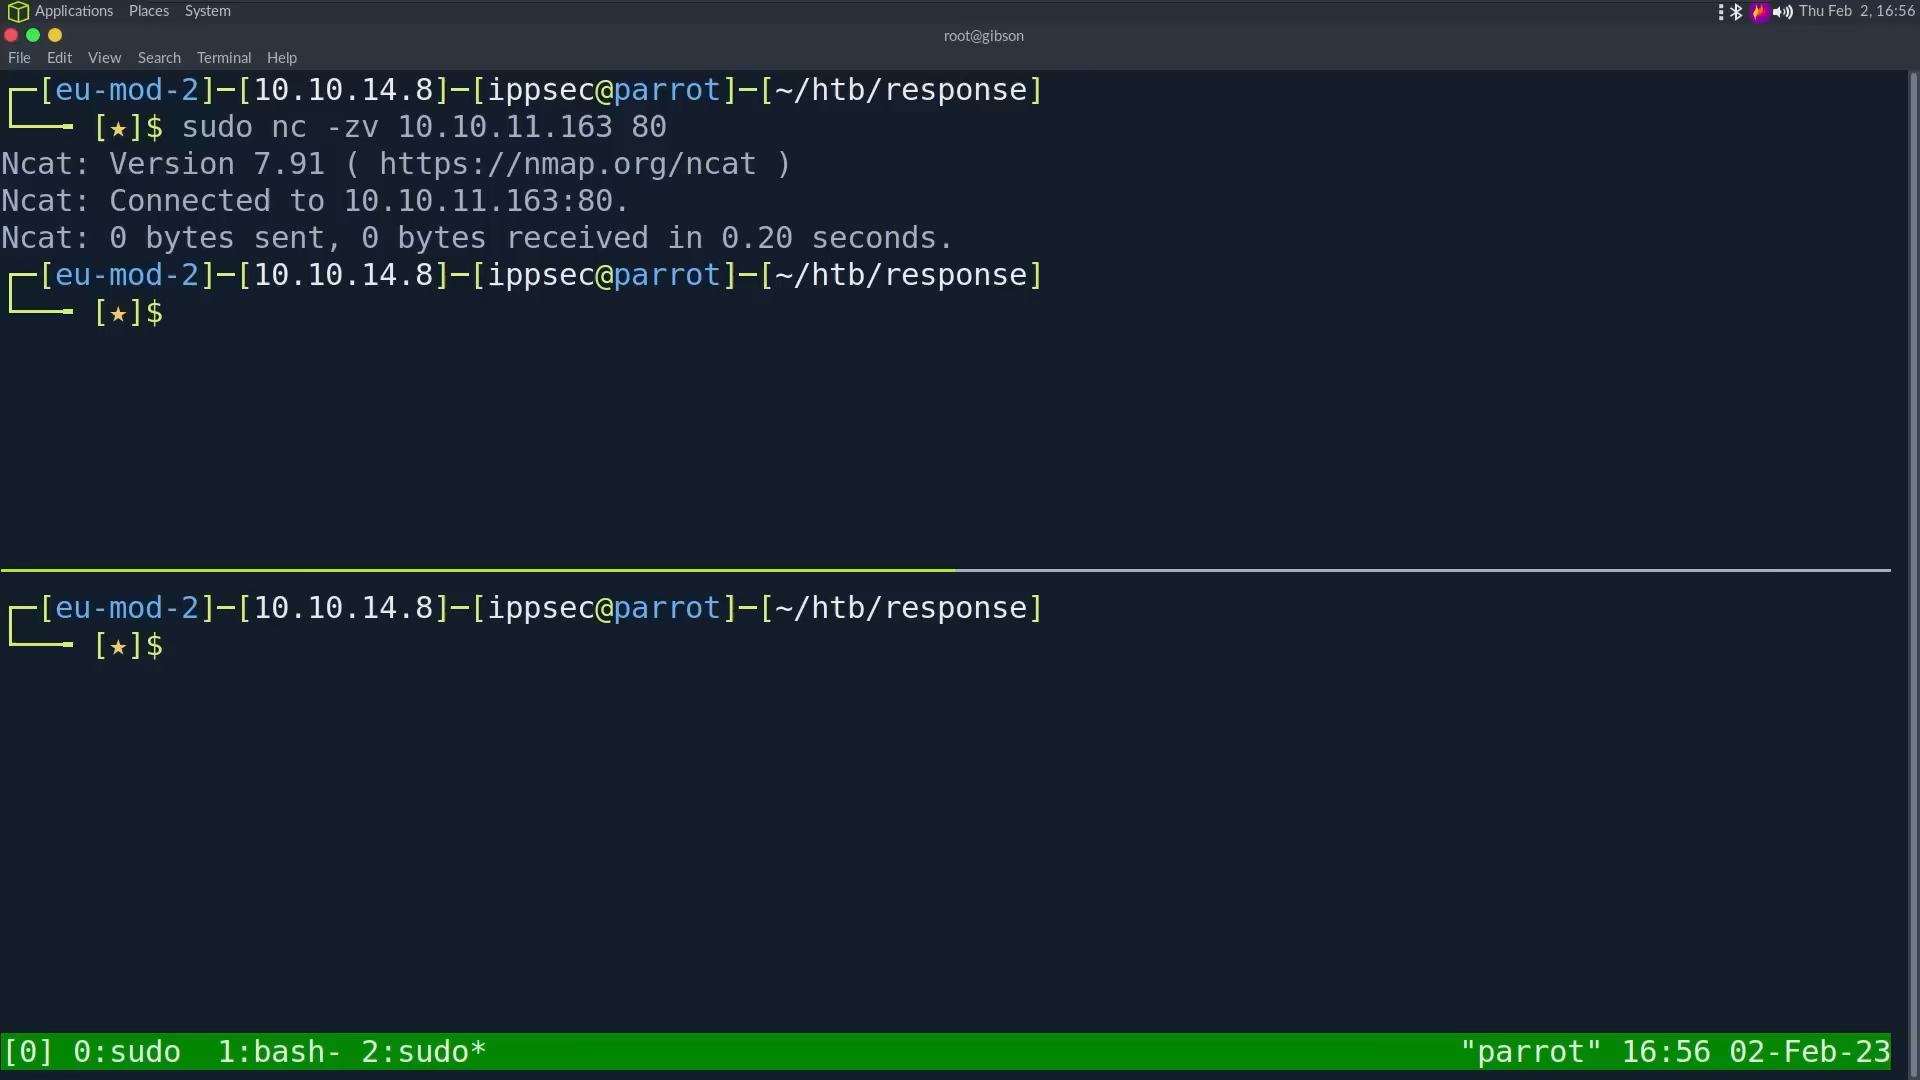 Applications Places System Thu Feb 2, 16:56
root@gibson
File Edit View Search Terminal Help
┌─[eu-mod-2]─[10.10.14.8]─[ippsec@parrot]─[~/htb/response]
└──╼ [★]$ sudo nc -zv 10.10.11.163 80
Ncat: Version 7.91 ( https://nmap.org/ncat )
Ncat: Connected to 10.10.11.163:80.
Ncat: 0 bytes sent, 0 bytes received in 0.20 seconds.
┌─[eu-mod-2]─[10.10.14.8]─[ippsec@parrot]─[~/htb/response]
└──╼ [★]$
┌─[eu-mod-2]─[10.10.14.8]─[ippsec@parrot]─[~/htb/response]
└──╼ [★]$
[0] 0:sudo  1:bash- 2:sudo* "parrot" 16:56 02-Feb-23